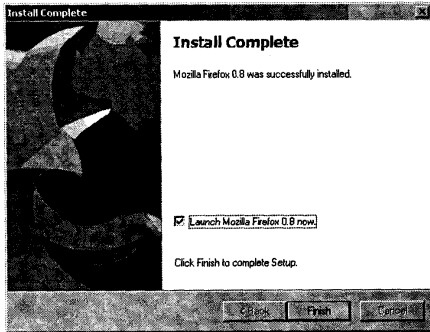 Install Complete
Install Complete
Mozilla Firefox 0.8 was successfully installed.
Launch Mozilla Firefox 0.8 now.
Click Finish to complete Setup.
< Back
Finish
Cancel